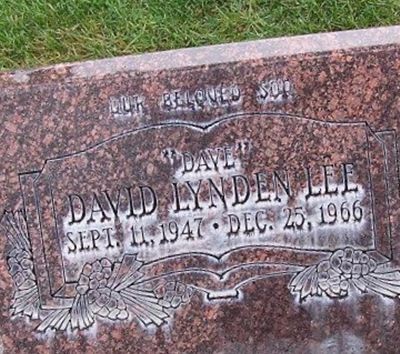 OUR BELOVED SON
"DAVE"
DAVID LYNDEN LEE
SEPT. 11, 1947 · DEC. 25, 1966